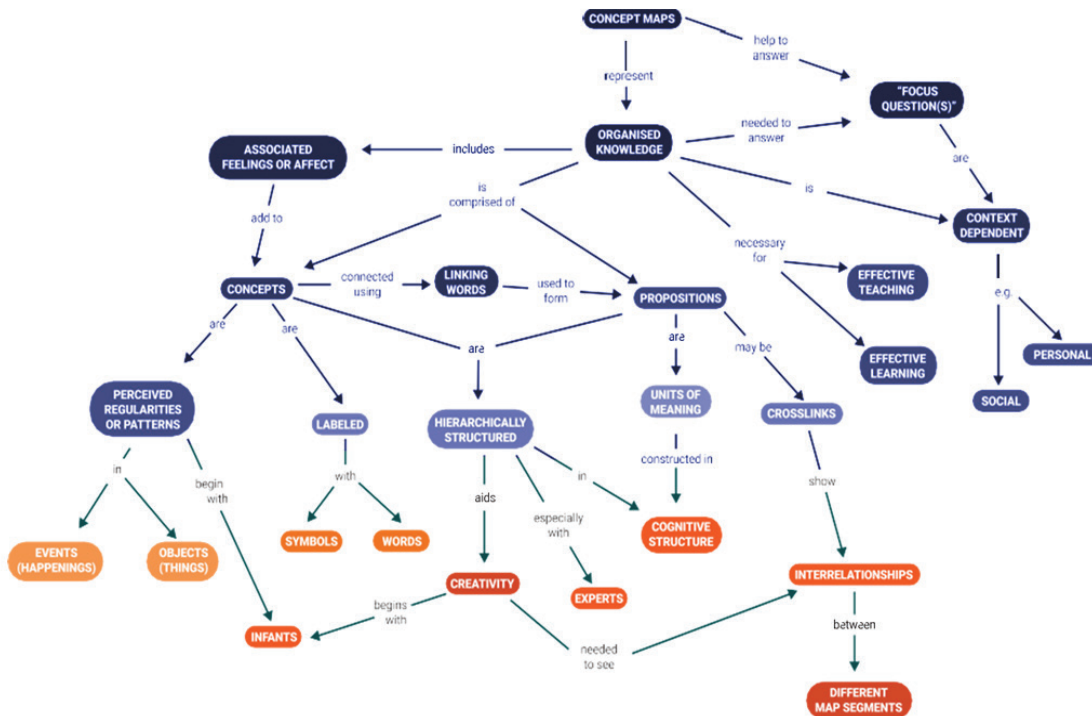 CONCEPT MAPS
help to
answer
represent
"FOCUS
QUESTION(S)"
needed to
answer
ORGANISED
KNOWLEDGE
includes
ASSOCIATED
FEELINGS OR AFFECT
are
is
is
comprised of
add to
CONTEXT
DEPENDENT
necessary
for
CONCEPTS
connected
using
LINKING
WORDS
used to
form
PROPOSITIONS
EFFECTIVE
TEACHING
e.g.
are
are
are
are
may be
PERSONAL
EFFECTIVE
LEARNING
SOCIAL
PERCEIVED
REGULARITIES
OR PATTERNS
LABELED
HIERARCHICALLY
STRUCTURED
UNITS OF
MEANING
CROSSLINKS
in
begin
with
with
aids
especially
with
in
constructed in
show
EVENTS
(HAPPENINGS)
OBJECTS
(THINGS)
SYMBOLS
WORDS
COGNITIVE
STRUCTURE
CREATIVITY
EXPERTS
INTERRELATIONSHIPS
begins
with
INFANTS
needed
to see
between
DIFFERENT
MAP SEGMENTS